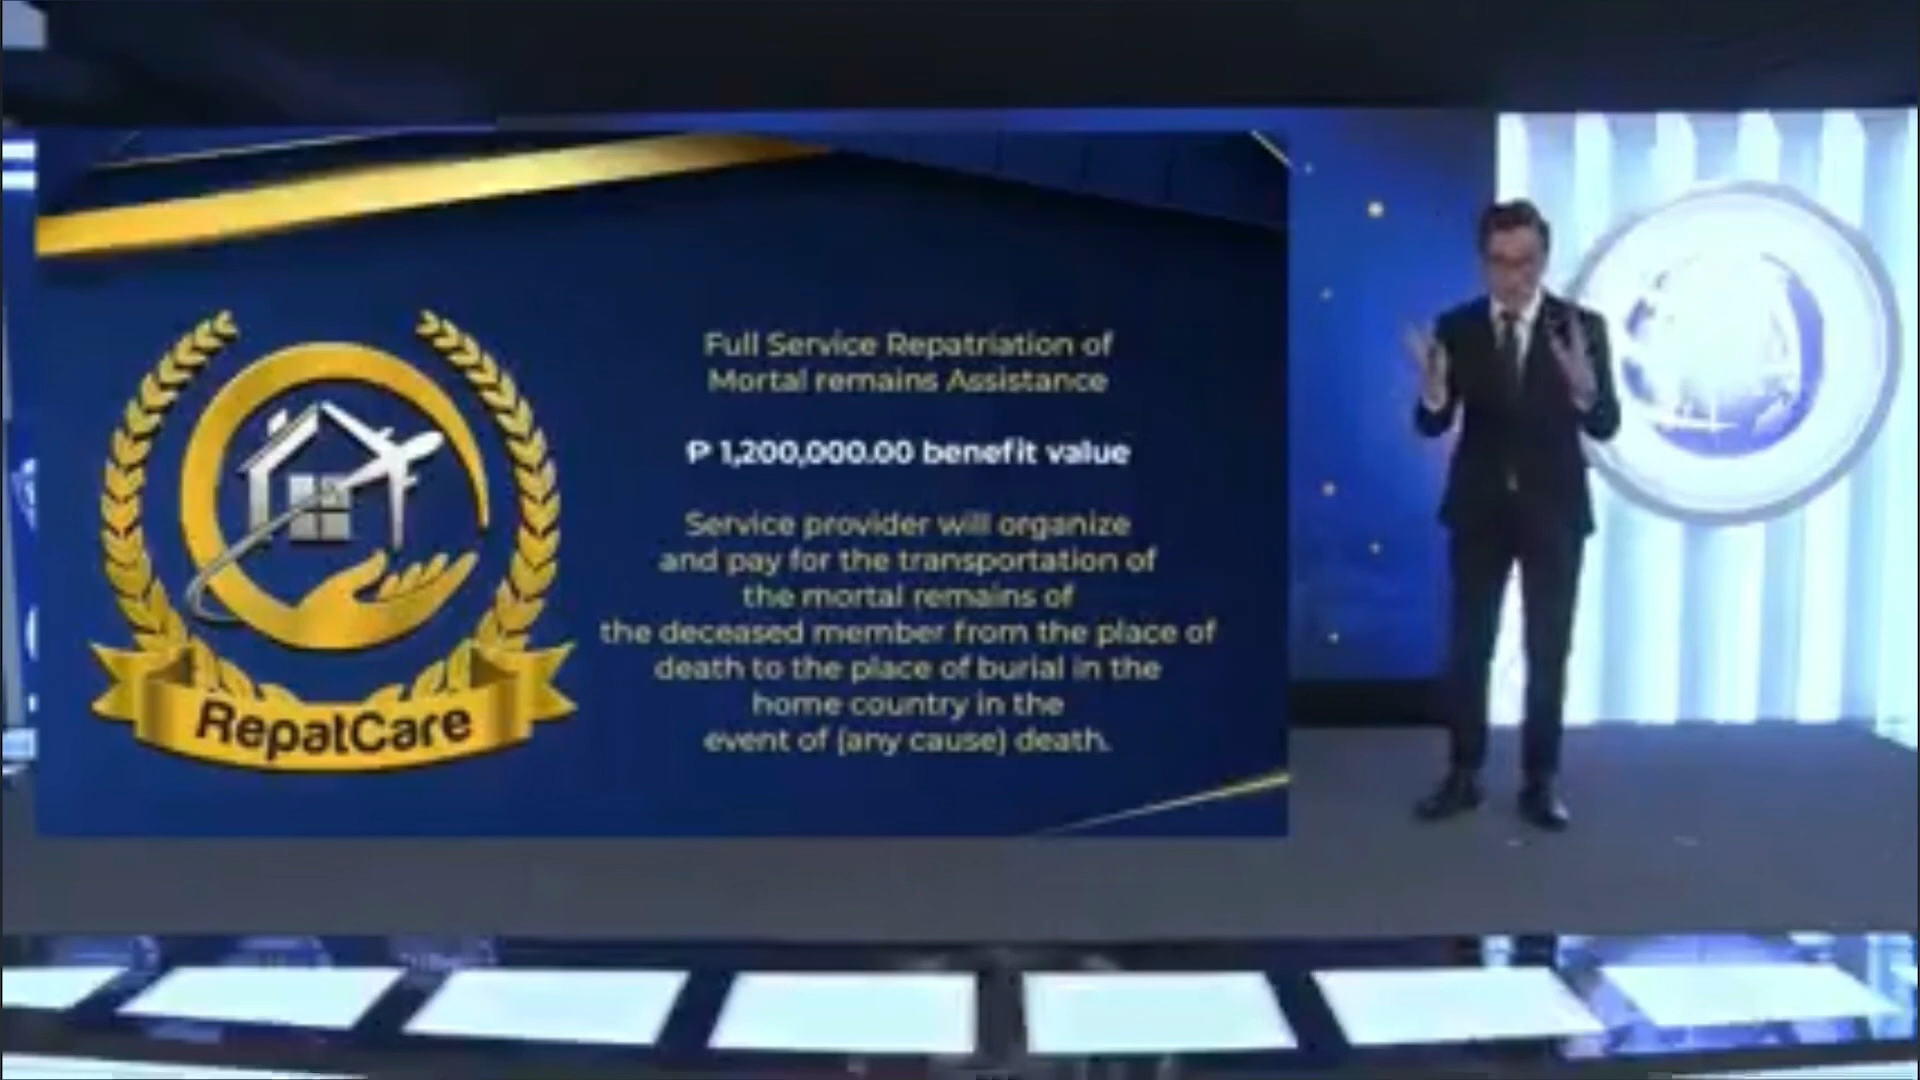 Full Service Repatriation of
Mortal remains Assistance
₱ 1,200,000.00 benefit value
Service provider will organize
and pay for the transportation of
the mortal remains of
the deceased member from the place of
death to the place of burial in the
home country in the
event of (any cause) death.
RepatCare